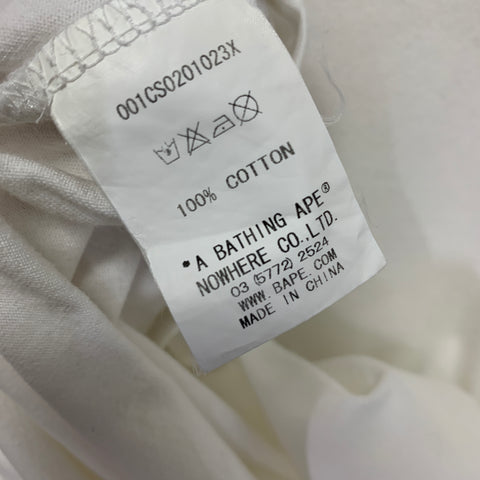 001CS0201023X
100% COTTON
*A BATHING APE®
NOWHERE CO.,LTD.
03 (5772) 2524
WWW. BAPE. COM
MADE IN CHINA